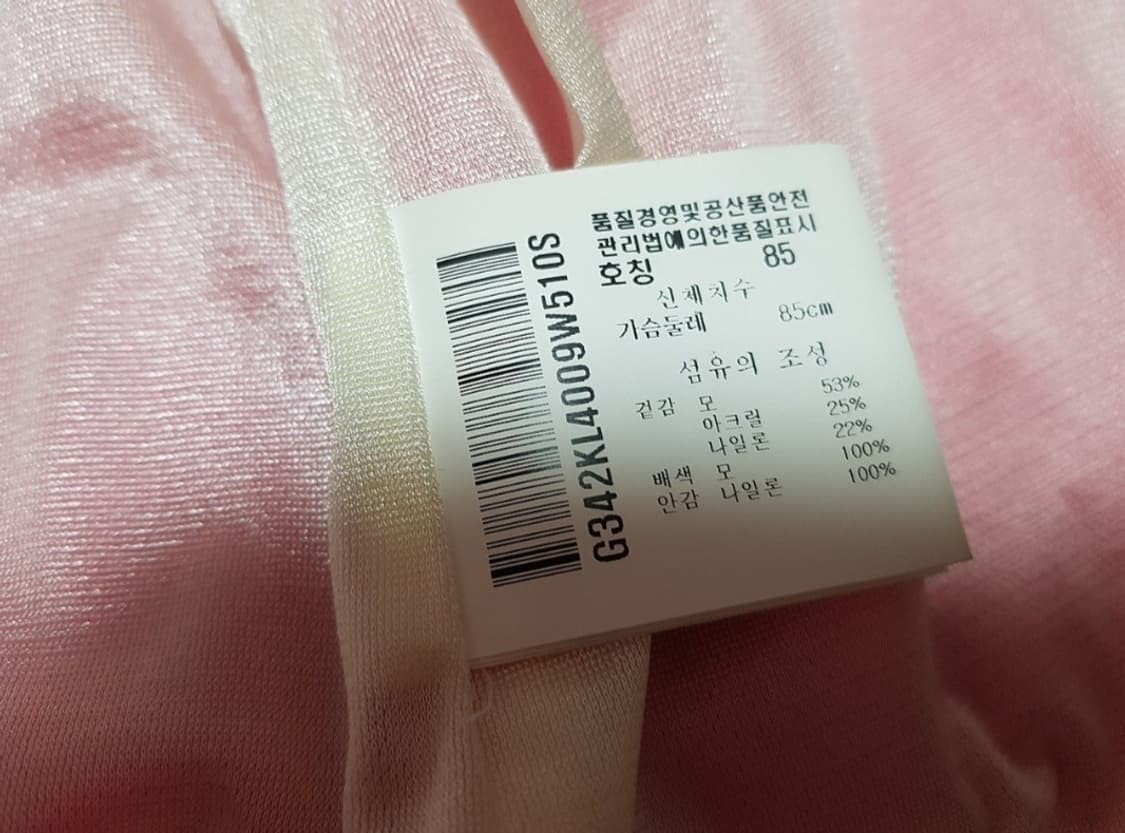 G342KL4009W510S
품질경영및공산품안전
관리법에의한품질표시
호칭 85
신체치수
가슴둘레 85cm
섬유의 조성
겉감 모 53%
아크릴 25%
나일론 22%
배색 모 100%
안감 나일론 100%